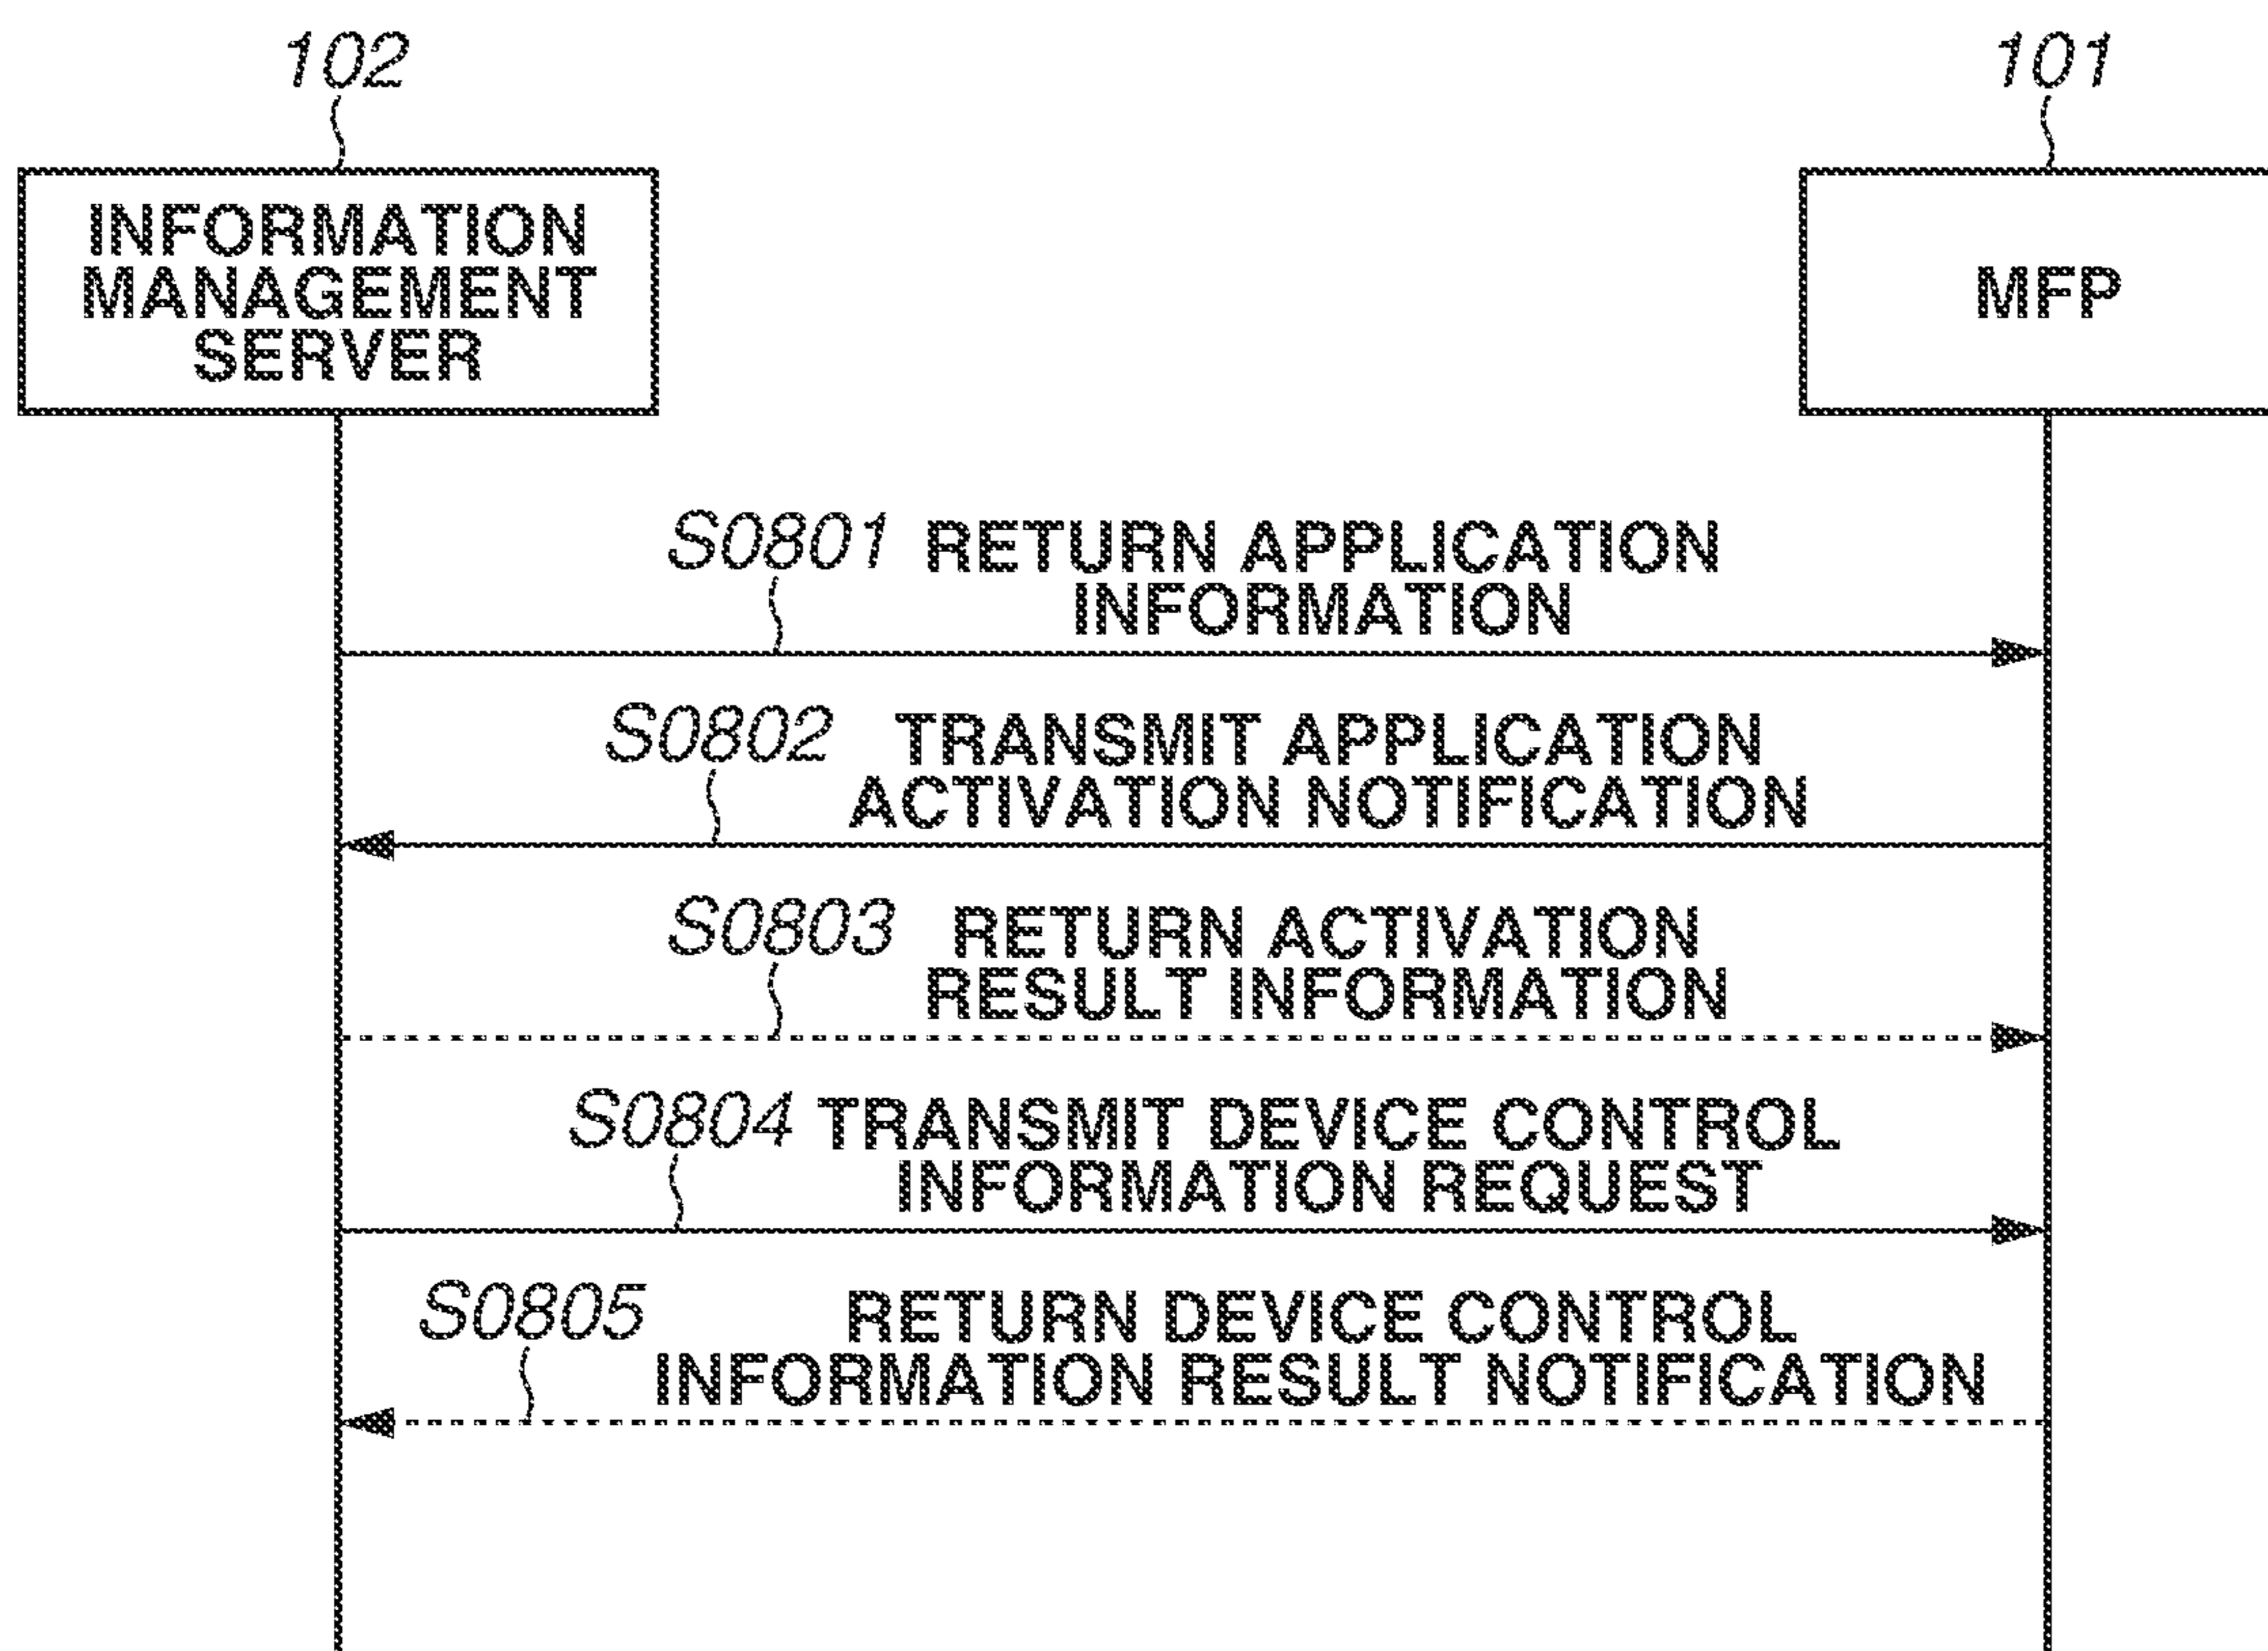 102
101
INFORMATION
MANAGEMENT
SERVER
MFP
S0801 RETURN APPLICATION
INFORMATION
S0802 TRANSMIT APPLICATION
ACTIVATION NOTIFICATION
S0803 RETURN ACTIVATION
RESULT INFORMATION
S0804 TRANSMIT DEVICE CONTROL
INFORMATION REQUEST
S0805 RETURN DEVICE CONTROL
INFORMATION RESULT NOTIFICATION